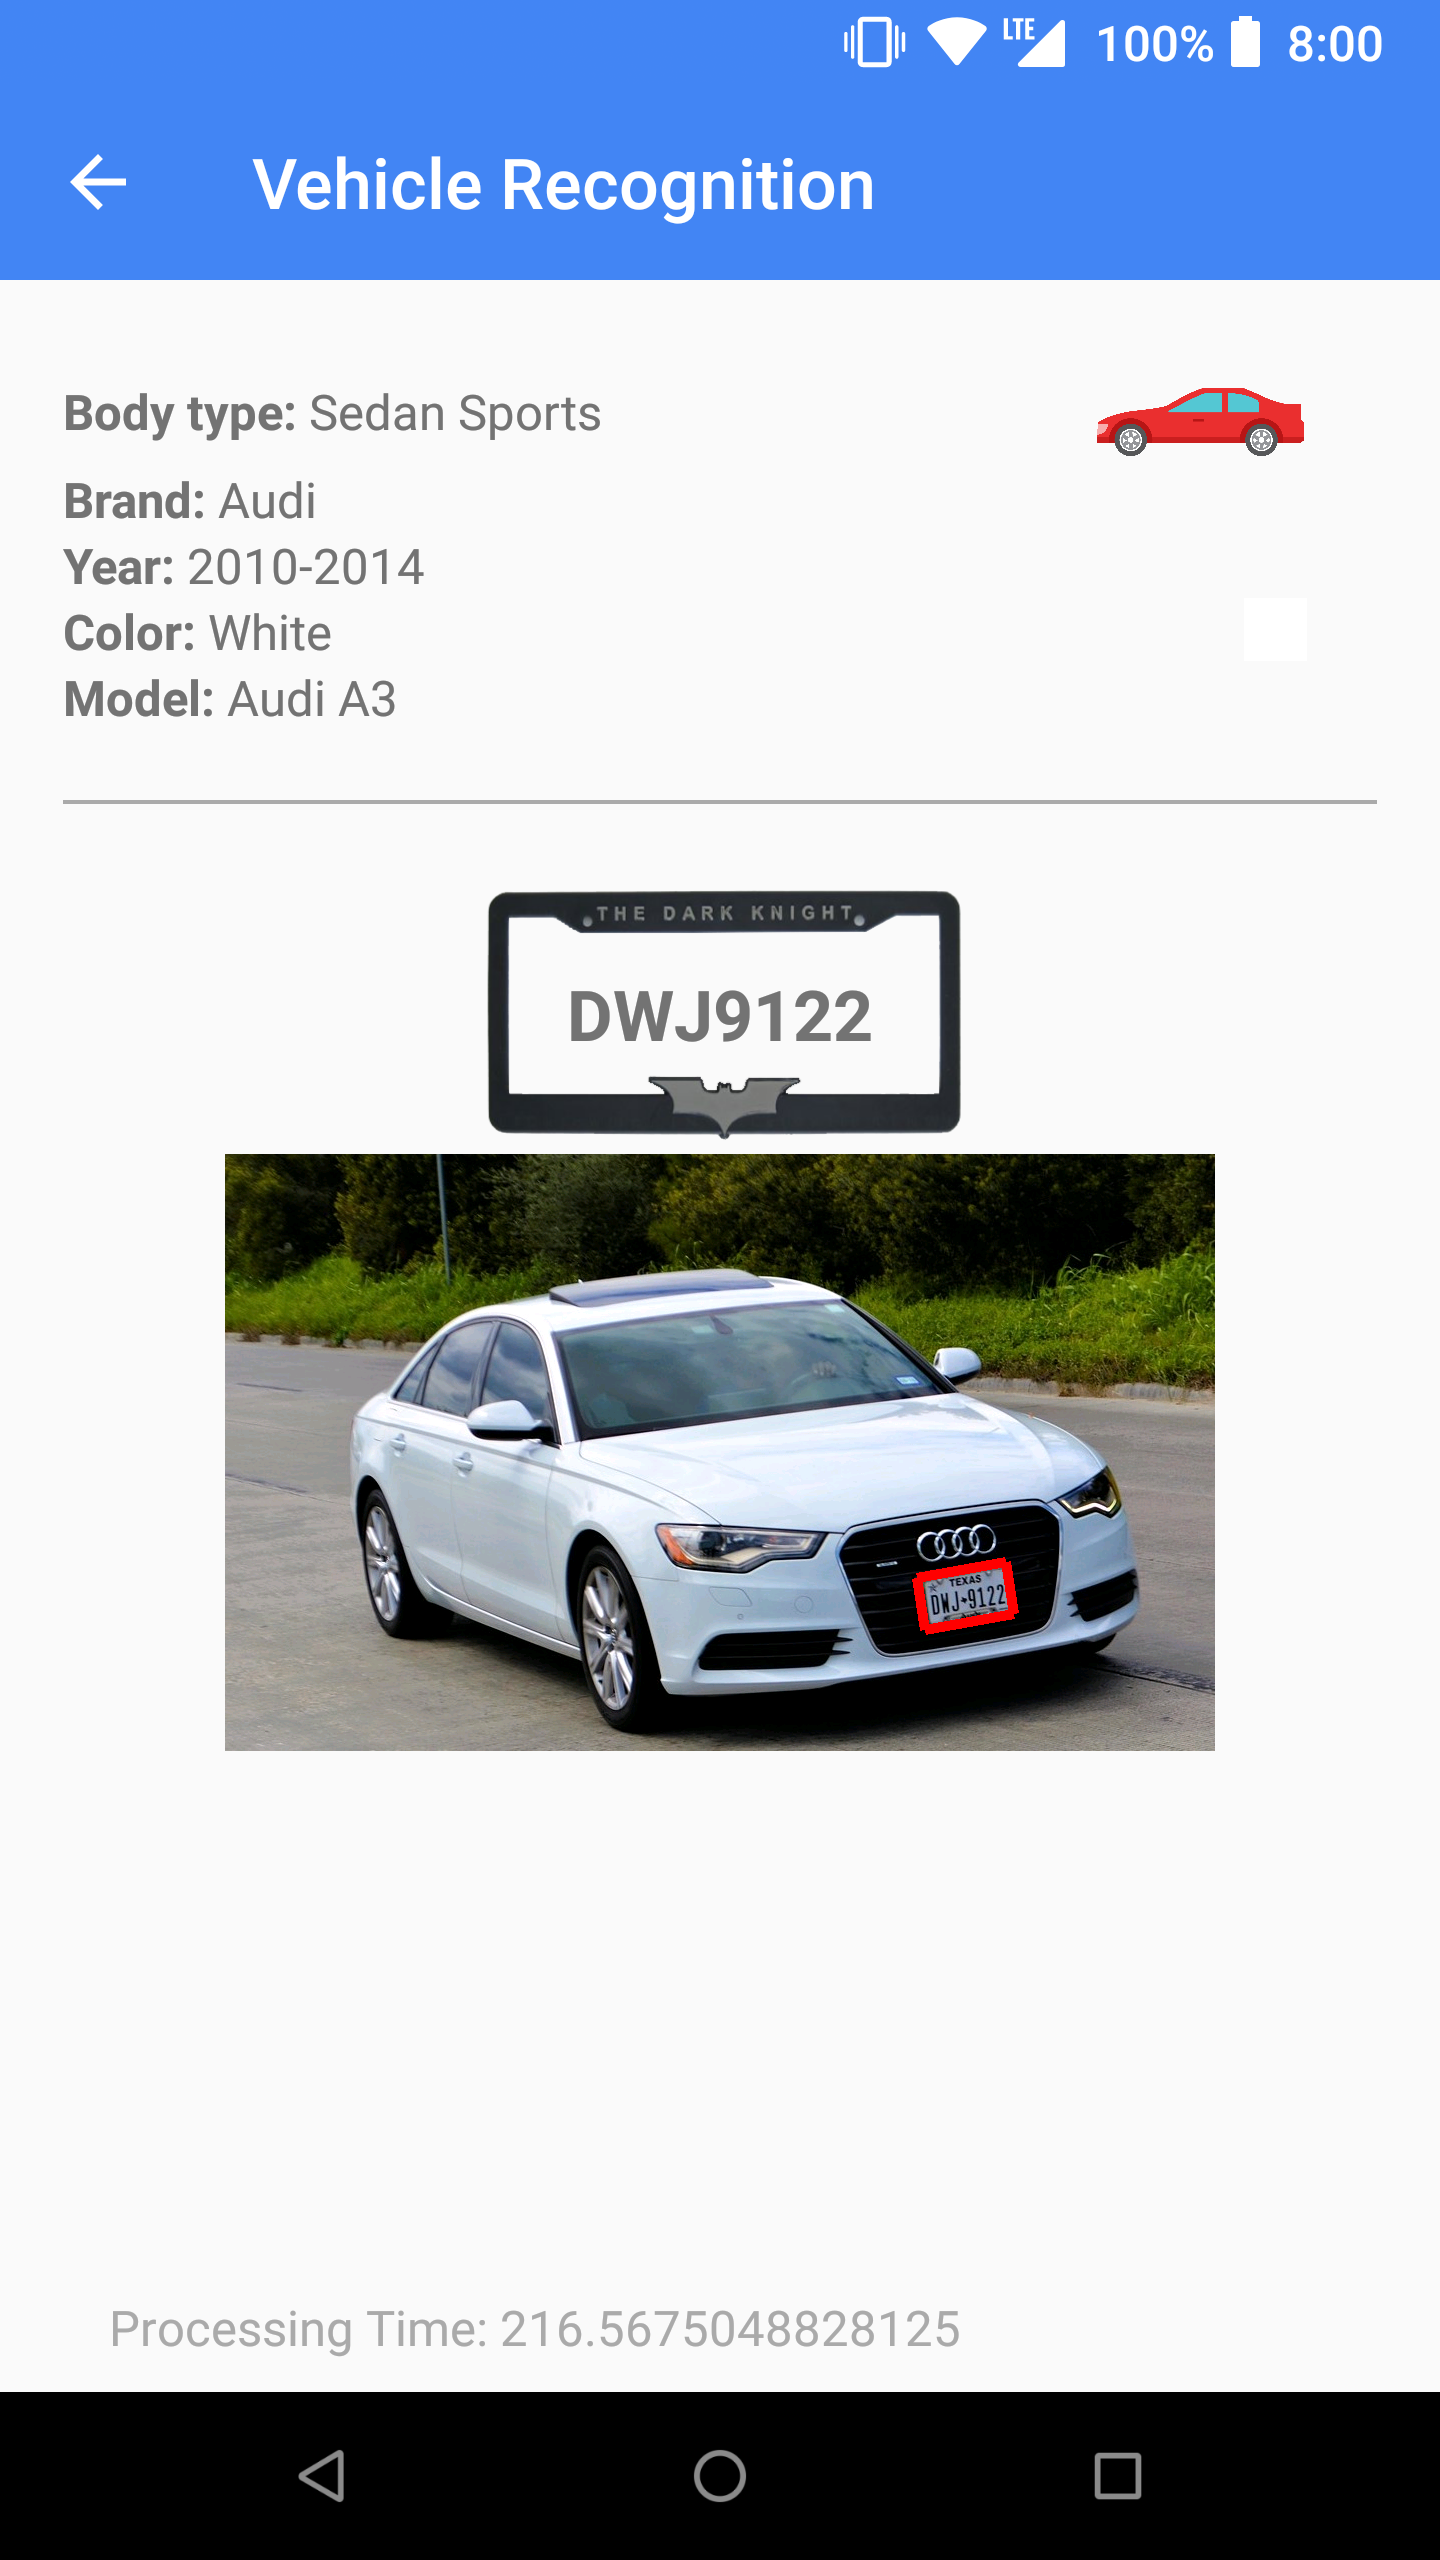 LTE 100% 8:00
Vehicle Recognition
Body type: Sedan Sports
Brand: Audi
Year: 2010-2014
Color: White
Model: Audi A3
THE DARK KNIGHT
DWJ9122
TEXAS
DWJ 9122
Processing Time: 216.5675048828125